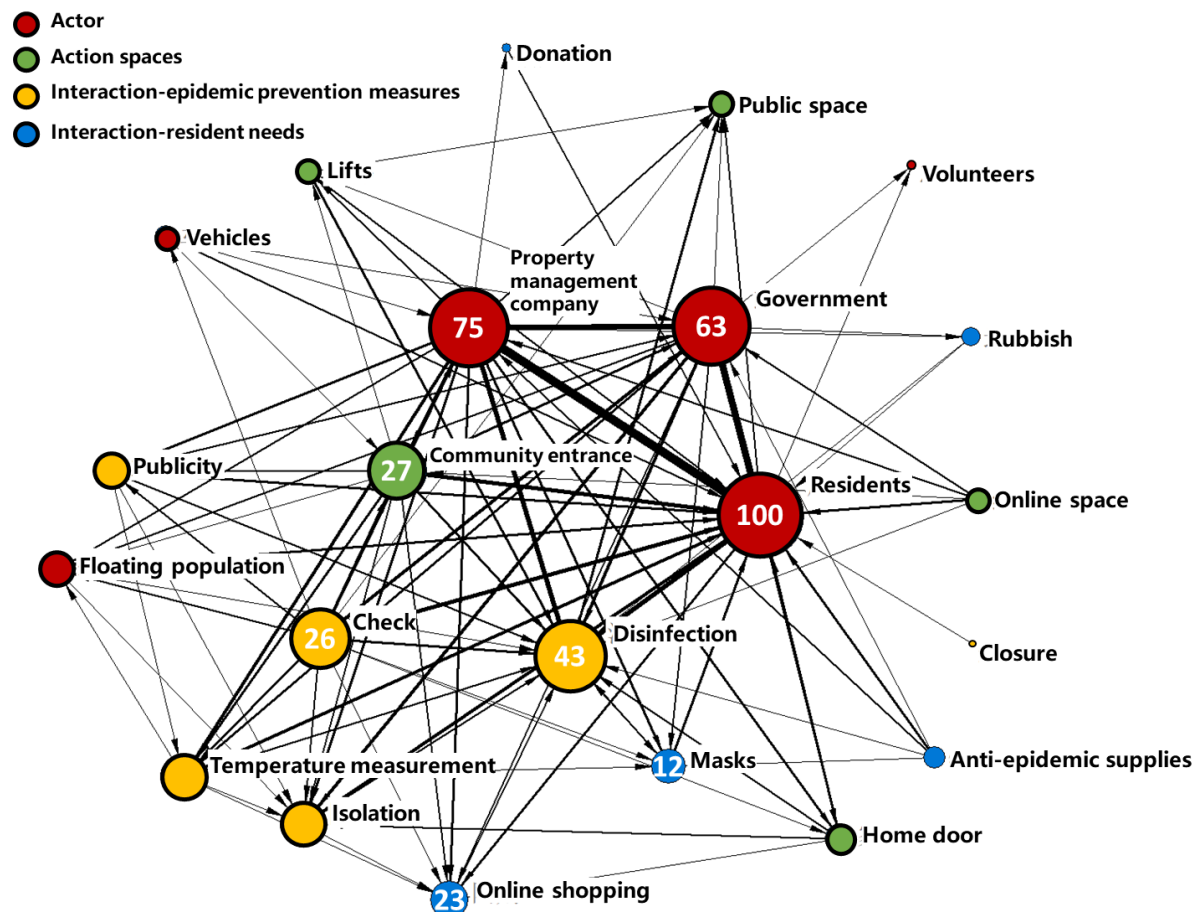 Actor
Action spaces
Interaction-epidemic prevention measures
Interaction-resident needs
Donation
Public space
Lifts
Volunteers
Vehicles
Property
management
company
Government
75
63
Rubbish
Publicity
27
Community entrance
Residents
100
Online space
Floating population
26
Check
43
Disinfection
Closure
Temperature measurement
12
Masks
Anti-epidemic supplies
Isolation
Home door
23
Online shopping